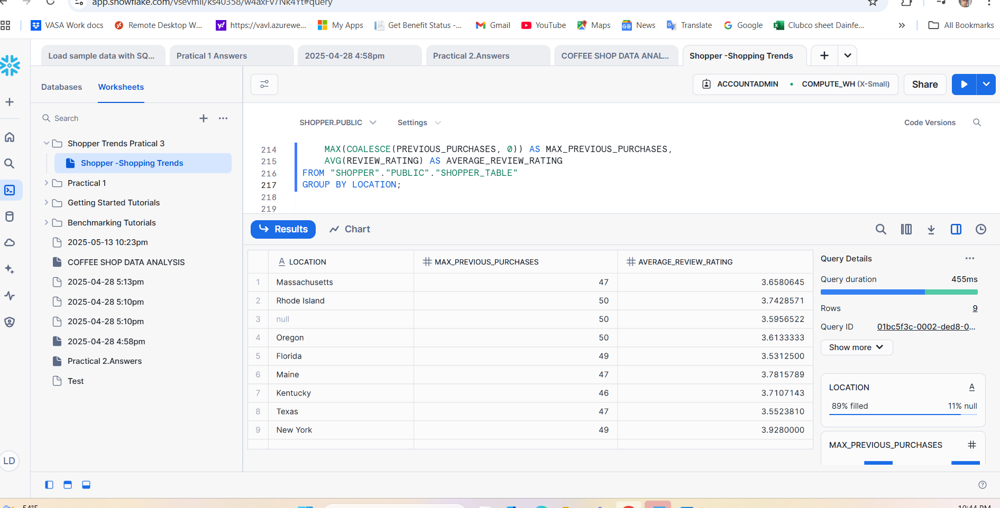 app.snowflake.com/vsevmli/ks40358/w4axFv7Nk4Yt#query
VASA Work docs
Remote Desktop W...
https://vavl.azurewe...
My Apps
Get Benefit Status -...
Gmail
YouTube
Maps
News
Translate
Google
Clubco sheet Dainfe...
All Bookmarks
Load sample data with SQ...
Pratical 1 Answers
2025-04-28 4:58pm
Practical 2.Answers
COFFEE SHOP DATA ANAL...
Shopper -Shopping Trends
Databases
Worksheets
ACCOUNTADMIN
COMPUTE_WH (X-Small)
Share
Search
Shopper Trends Pratical 3
Shopper -Shopping Trends
Practical 1
Getting Started Tutorials
Benchmarking Tutorials
2025-05-13 10:23pm
COFFEE SHOP DATA ANALYSIS
2025-04-28 5:13pm
2025-04-28 5:10pm
2025-04-28 5:10pm
2025-04-28 4:58pm
Practical 2.Answers
Test
LD
SHOPPER.PUBLIC
Settings
Code Versions
214 MAX(COALESCE(PREVIOUS_PURCHASES, 0)) AS MAX_PREVIOUS_PURCHASES,
215 AVG(REVIEW_RATING) AS AVERAGE_REVIEW_RATING
216 FROM "SHOPPER"."PUBLIC"."SHOPPER_TABLE"
217 GROUP BY LOCATION;
218
219
Results
Chart
LOCATION MAX_PREVIOUS_PURCHASES AVERAGE_REVIEW_RATING
1 Massachusetts 47 3.6580645
2 Rhode Island 50 3.7428571
3 null 50 3.5956522
4 Oregon 50 3.6133333
5 Florida 49 3.5312500
6 Maine 47 3.7815789
7 Kentucky 46 3.7107143
8 Texas 47 3.5523810
9 New York 49 3.9280000
Query Details
Query duration 455ms
Rows 9
Query ID 01bc5f3c-0002-ded8-0...
Show more
LOCATION A
89% filled 11% null
MAX_PREVIOUS_PURCHASES
54°F
10:44 PM